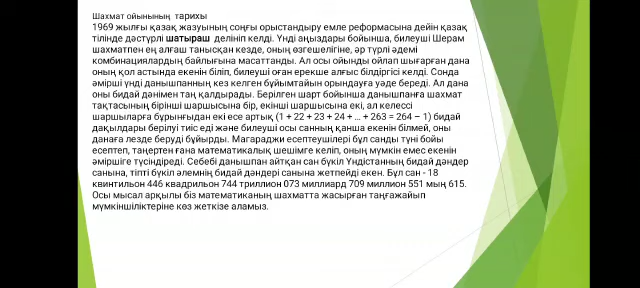 Шахмат ойынының тарихы
1969 жылғы қазақ жазуының соңғы орыстандыру емле реформасына дейін қазақ
тілінде дәстүрлі шатыраш делініп келді. Үнді аңыздары бойынша, билеуші Шерам
шахматпен ең алғаш танысқан кезде, оның өзгешелігіне, әр түрлі әдемі
комбинациялардың байлығына масаттанды. Ал осы ойынды ойлап шығарған дана
оның қол астында екенін біліп, билеуші оған ерекше алғыс білдіргісі келді. Сонда
әмірші үнді данышпанның кез келген бұйымтайын орындауға уәде береді. Ал дана
оны бидай дәнімен таң қалдырады. Берілген шарт бойынша данышпанға шахмат
тақтасының бірінші шаршысына бір, екінші шаршысына екі, ал келессі
шаршыларға бұрынғыдан екі есе артық (1 + 22 + 23 + 24 + … + 263 = 264 – 1) бидай
дақылдары берілуі тиіс еді және билеуші осы санның қанша екенін білмей, оны
данаға лезде беруді бұйырды. Магараджи есептеушілері бұл санды түні бойы
есептеп, таңертен ғана математикалық шешімге келіп, оның мүмкін емес екенін
әміршіге түсіндіреді. Себебі данышпан айтқан сан бүкіл Үндістанның бидай дәндер
санына, тіпті бүкіл әлемнің бидай дәндері санына жетпейді екен. Бұл сан - 18
квинтильон 446 квадрильон 744 триллион 073 миллиард 709 миллион 551 мың 615.
Осы мысал арқылы біз математиканың шахматта жасырған таңғажайып
мүмкіншіліктеріне көз жеткізе аламыз.